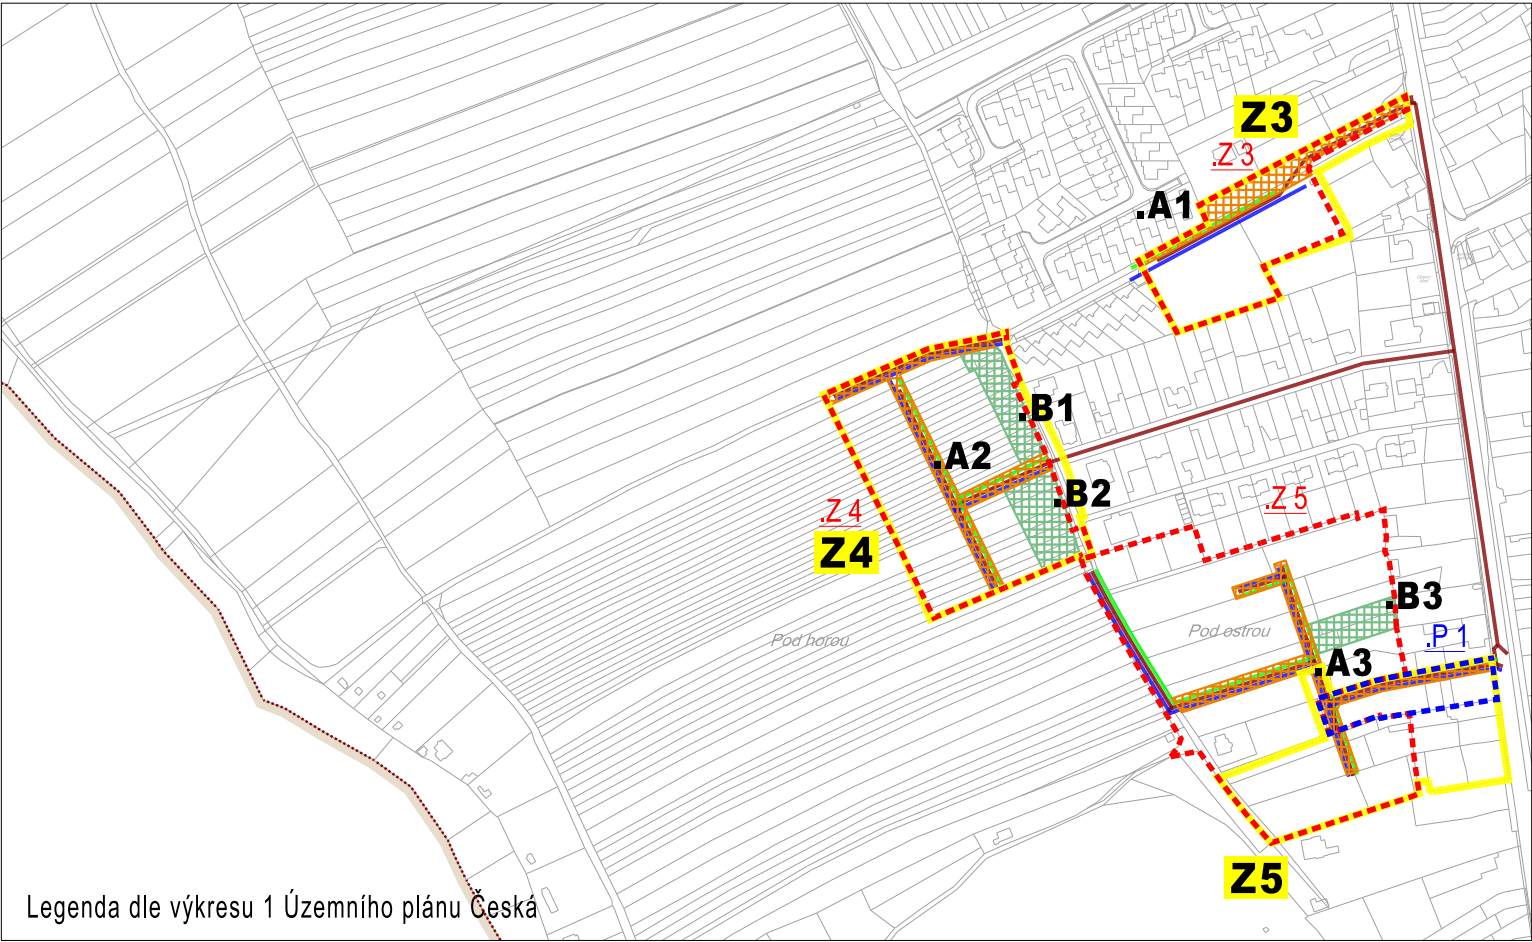 Z3
.Z 3
.A1
.B1
.A2
.B2
.Z 4
Z4
.Z 5
.B3
Pod horou
Pod ostrou
.P 1
.A3
Z5
Legenda dle výkresu 1 Územního plánu Česká